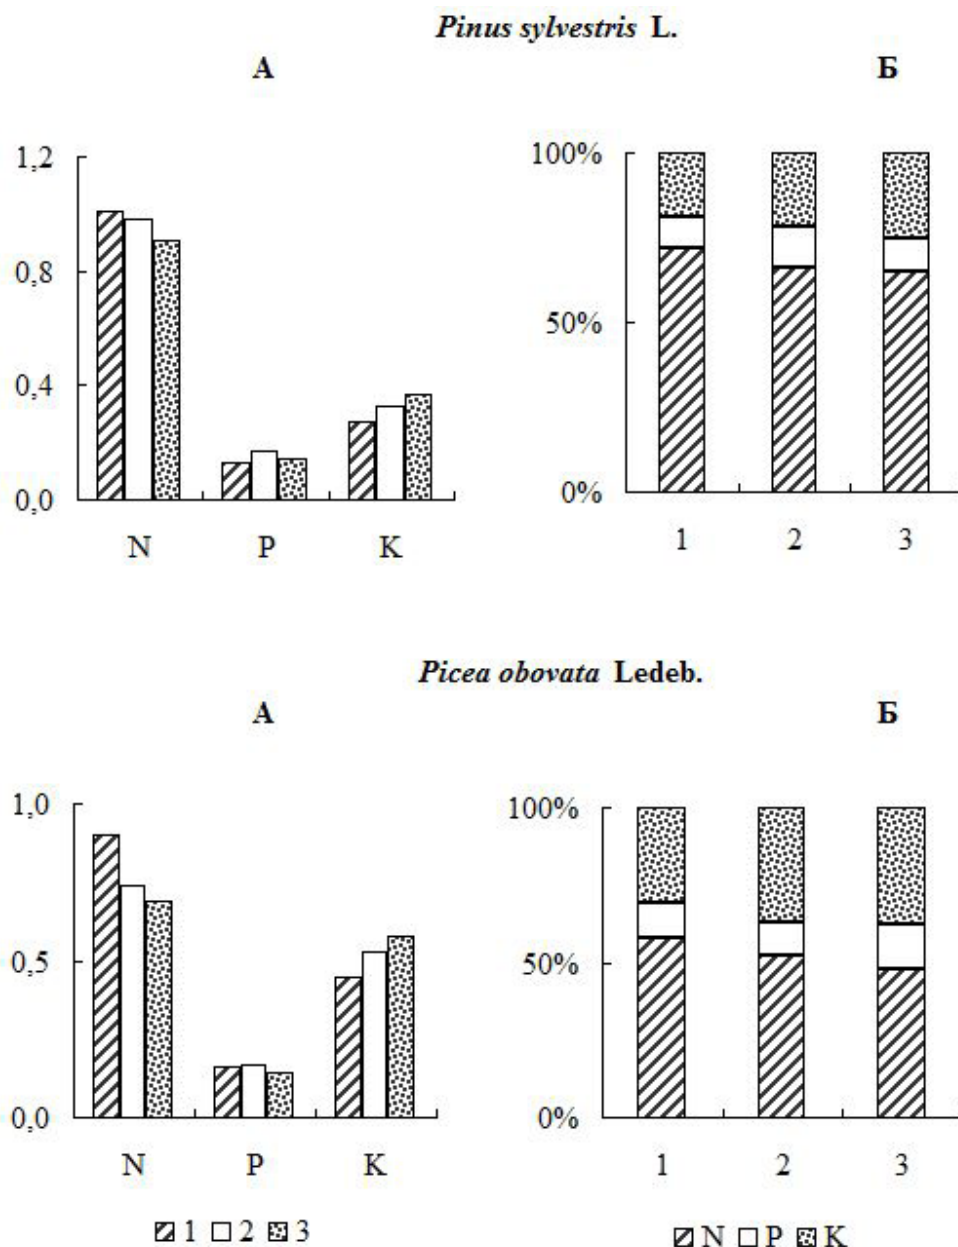 Pinus sylvestris L.
А Б
1,2
0,8
0,4
0,0
N P K
100%
50%
0%
1 2 3
Picea obovata Ledeb.
А Б
1,0
0,5
0,0
N P K
1 2 3
100%
50%
0%
1 2 3
N P K